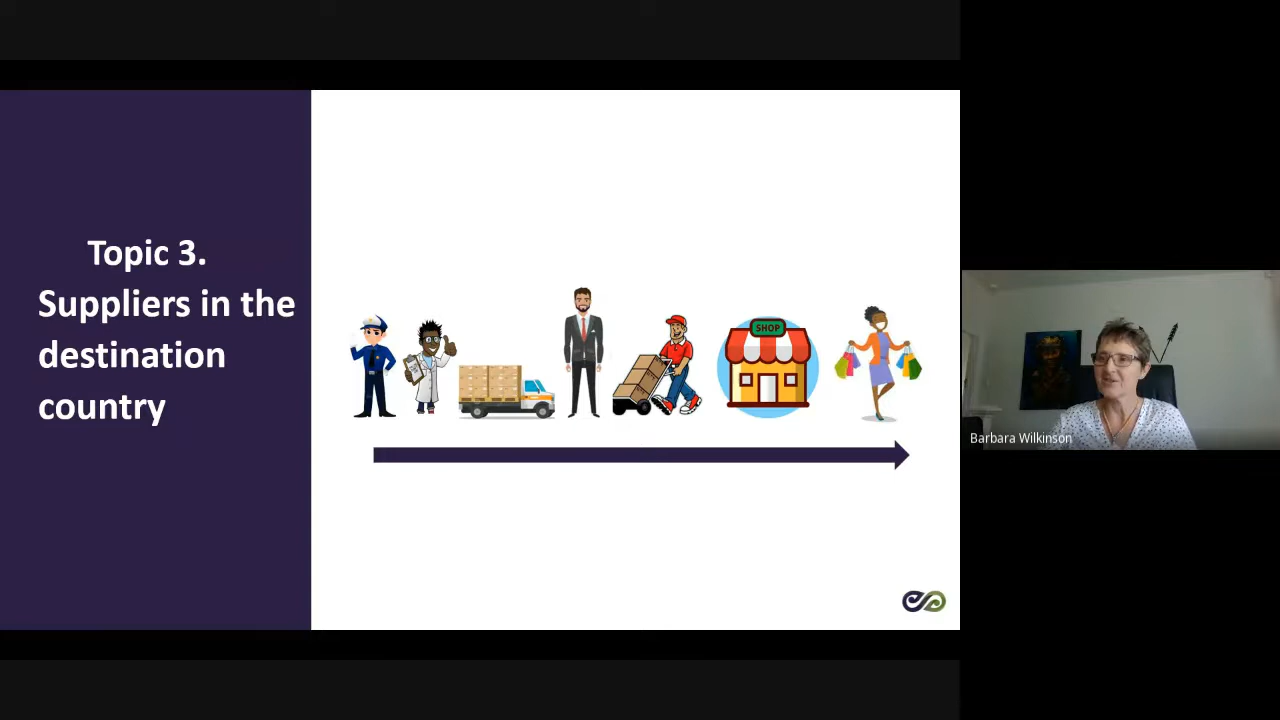 Topic 3.
Suppliers in the
destination
country
SHOP
Barbara Wilkinson